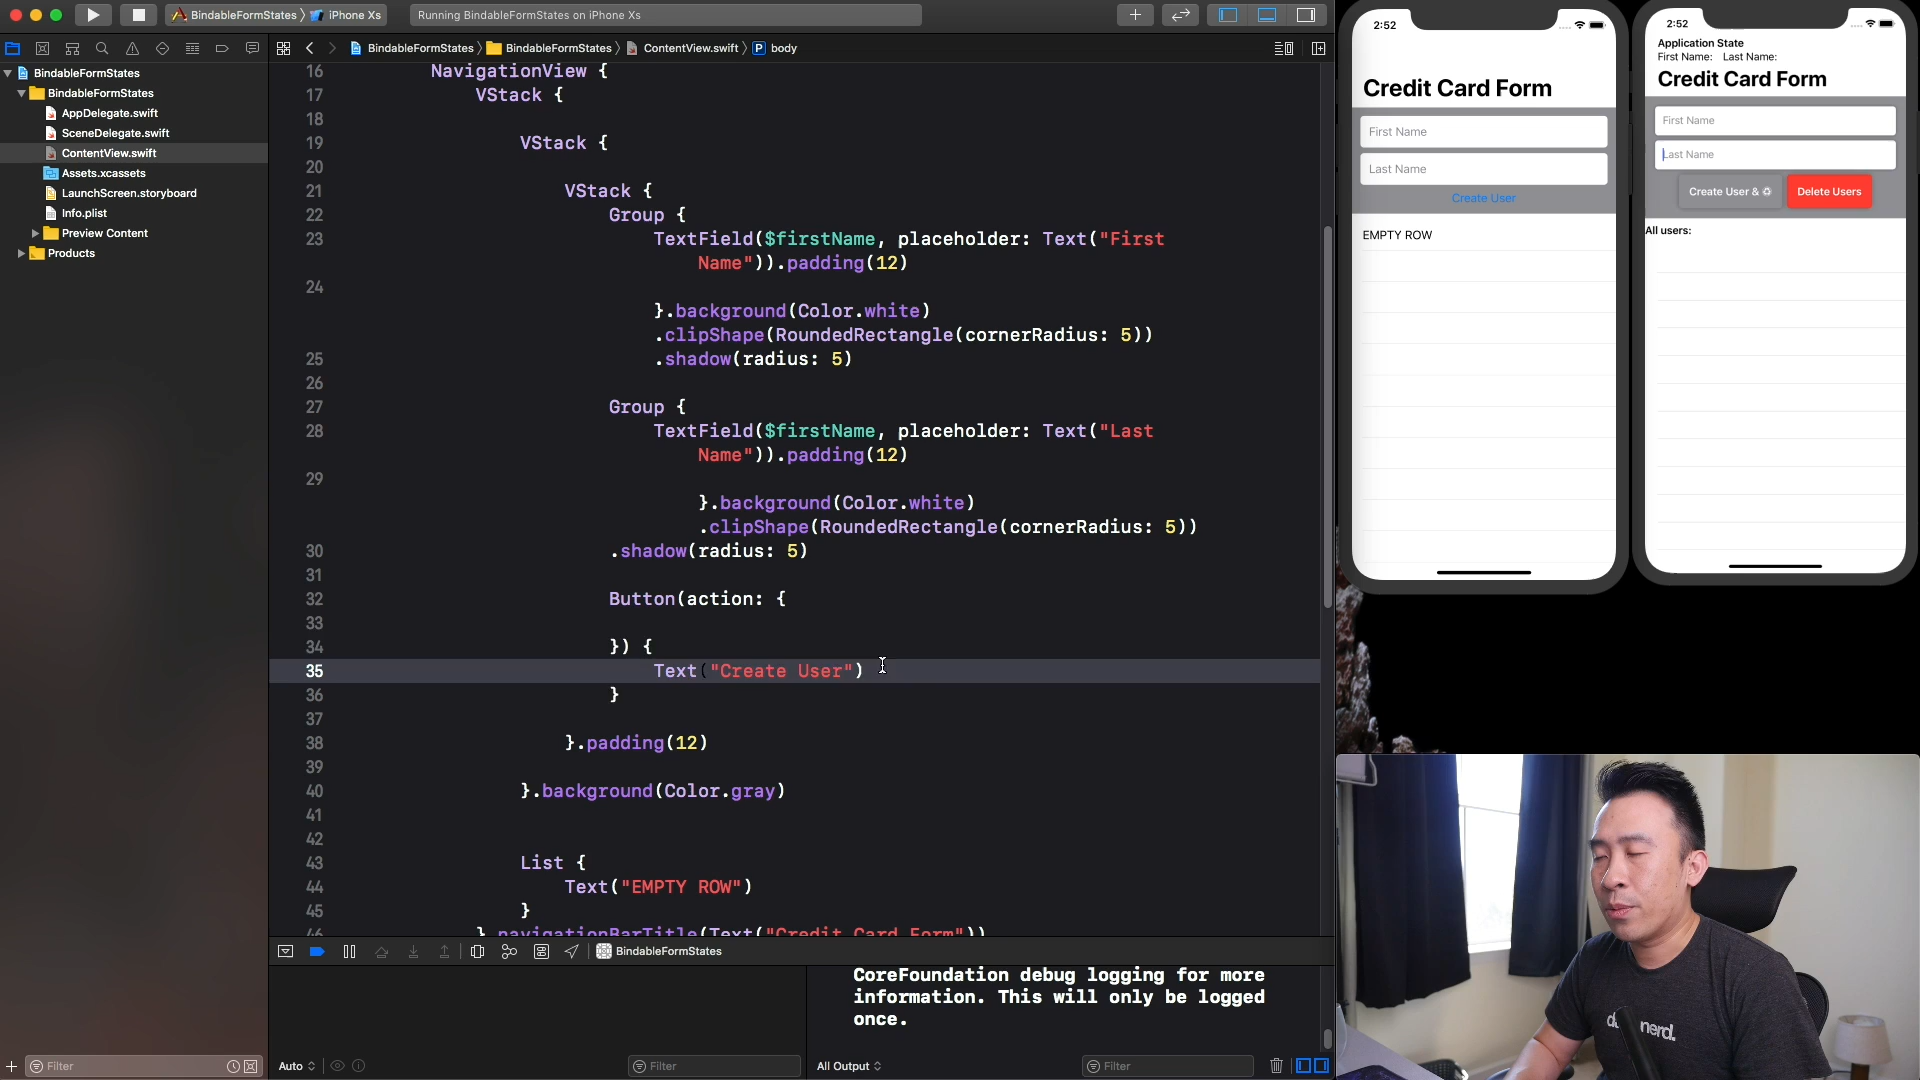 BindableFormStates
iPhone Xs
Running BindableFormStates on iPhone Xs
BindableFormStates
BindableFormStates
ContentView.swift
P
body
BindableFormStates
BindableFormStates
AppDelegate.swift
SceneDelegate.swift
ContentView.swift
Assets.xcassets
LaunchScreen.storyboard
Info.plist
Preview Content
Products
16 NavigationView {
17 VStack {
18
19 VStack {
20
21 VStack {
22 Group {
23 TextField($firstName, placeholder: Text("First
Name")).padding(12)
24
}.background(Color.white)
.clipShape(RoundedRectangle(cornerRadius: 5))
25 .shadow(radius: 5)
26
27 Group {
28 TextField($firstName, placeholder: Text("Last
Name")).padding(12)
29
}.background(Color.white)
.clipShape(RoundedRectangle(cornerRadius: 5))
30 .shadow(radius: 5)
31
32 Button(action: {
33
34 }) {
35 Text("Create User")
36 }
37
38 }.padding(12)
39
40 }.background(Color.gray)
41
42
43 List {
44 Text("EMPTY ROW")
45 }
46 }.navigationBarTitle(Text("Credit Card Form"))
BindableFormStates
CoreFoundation debug logging for more
information. This will only be logged
once.
Filter
Auto
Filter
All Output
Filter
2:52
Credit Card Form
First Name
Last Name
Create User
EMPTY ROW
2:52
Application State
First Name: Last Name:
Credit Card Form
First Name
Last Name
Create User & ♻
Delete Users
All users:
nerd.